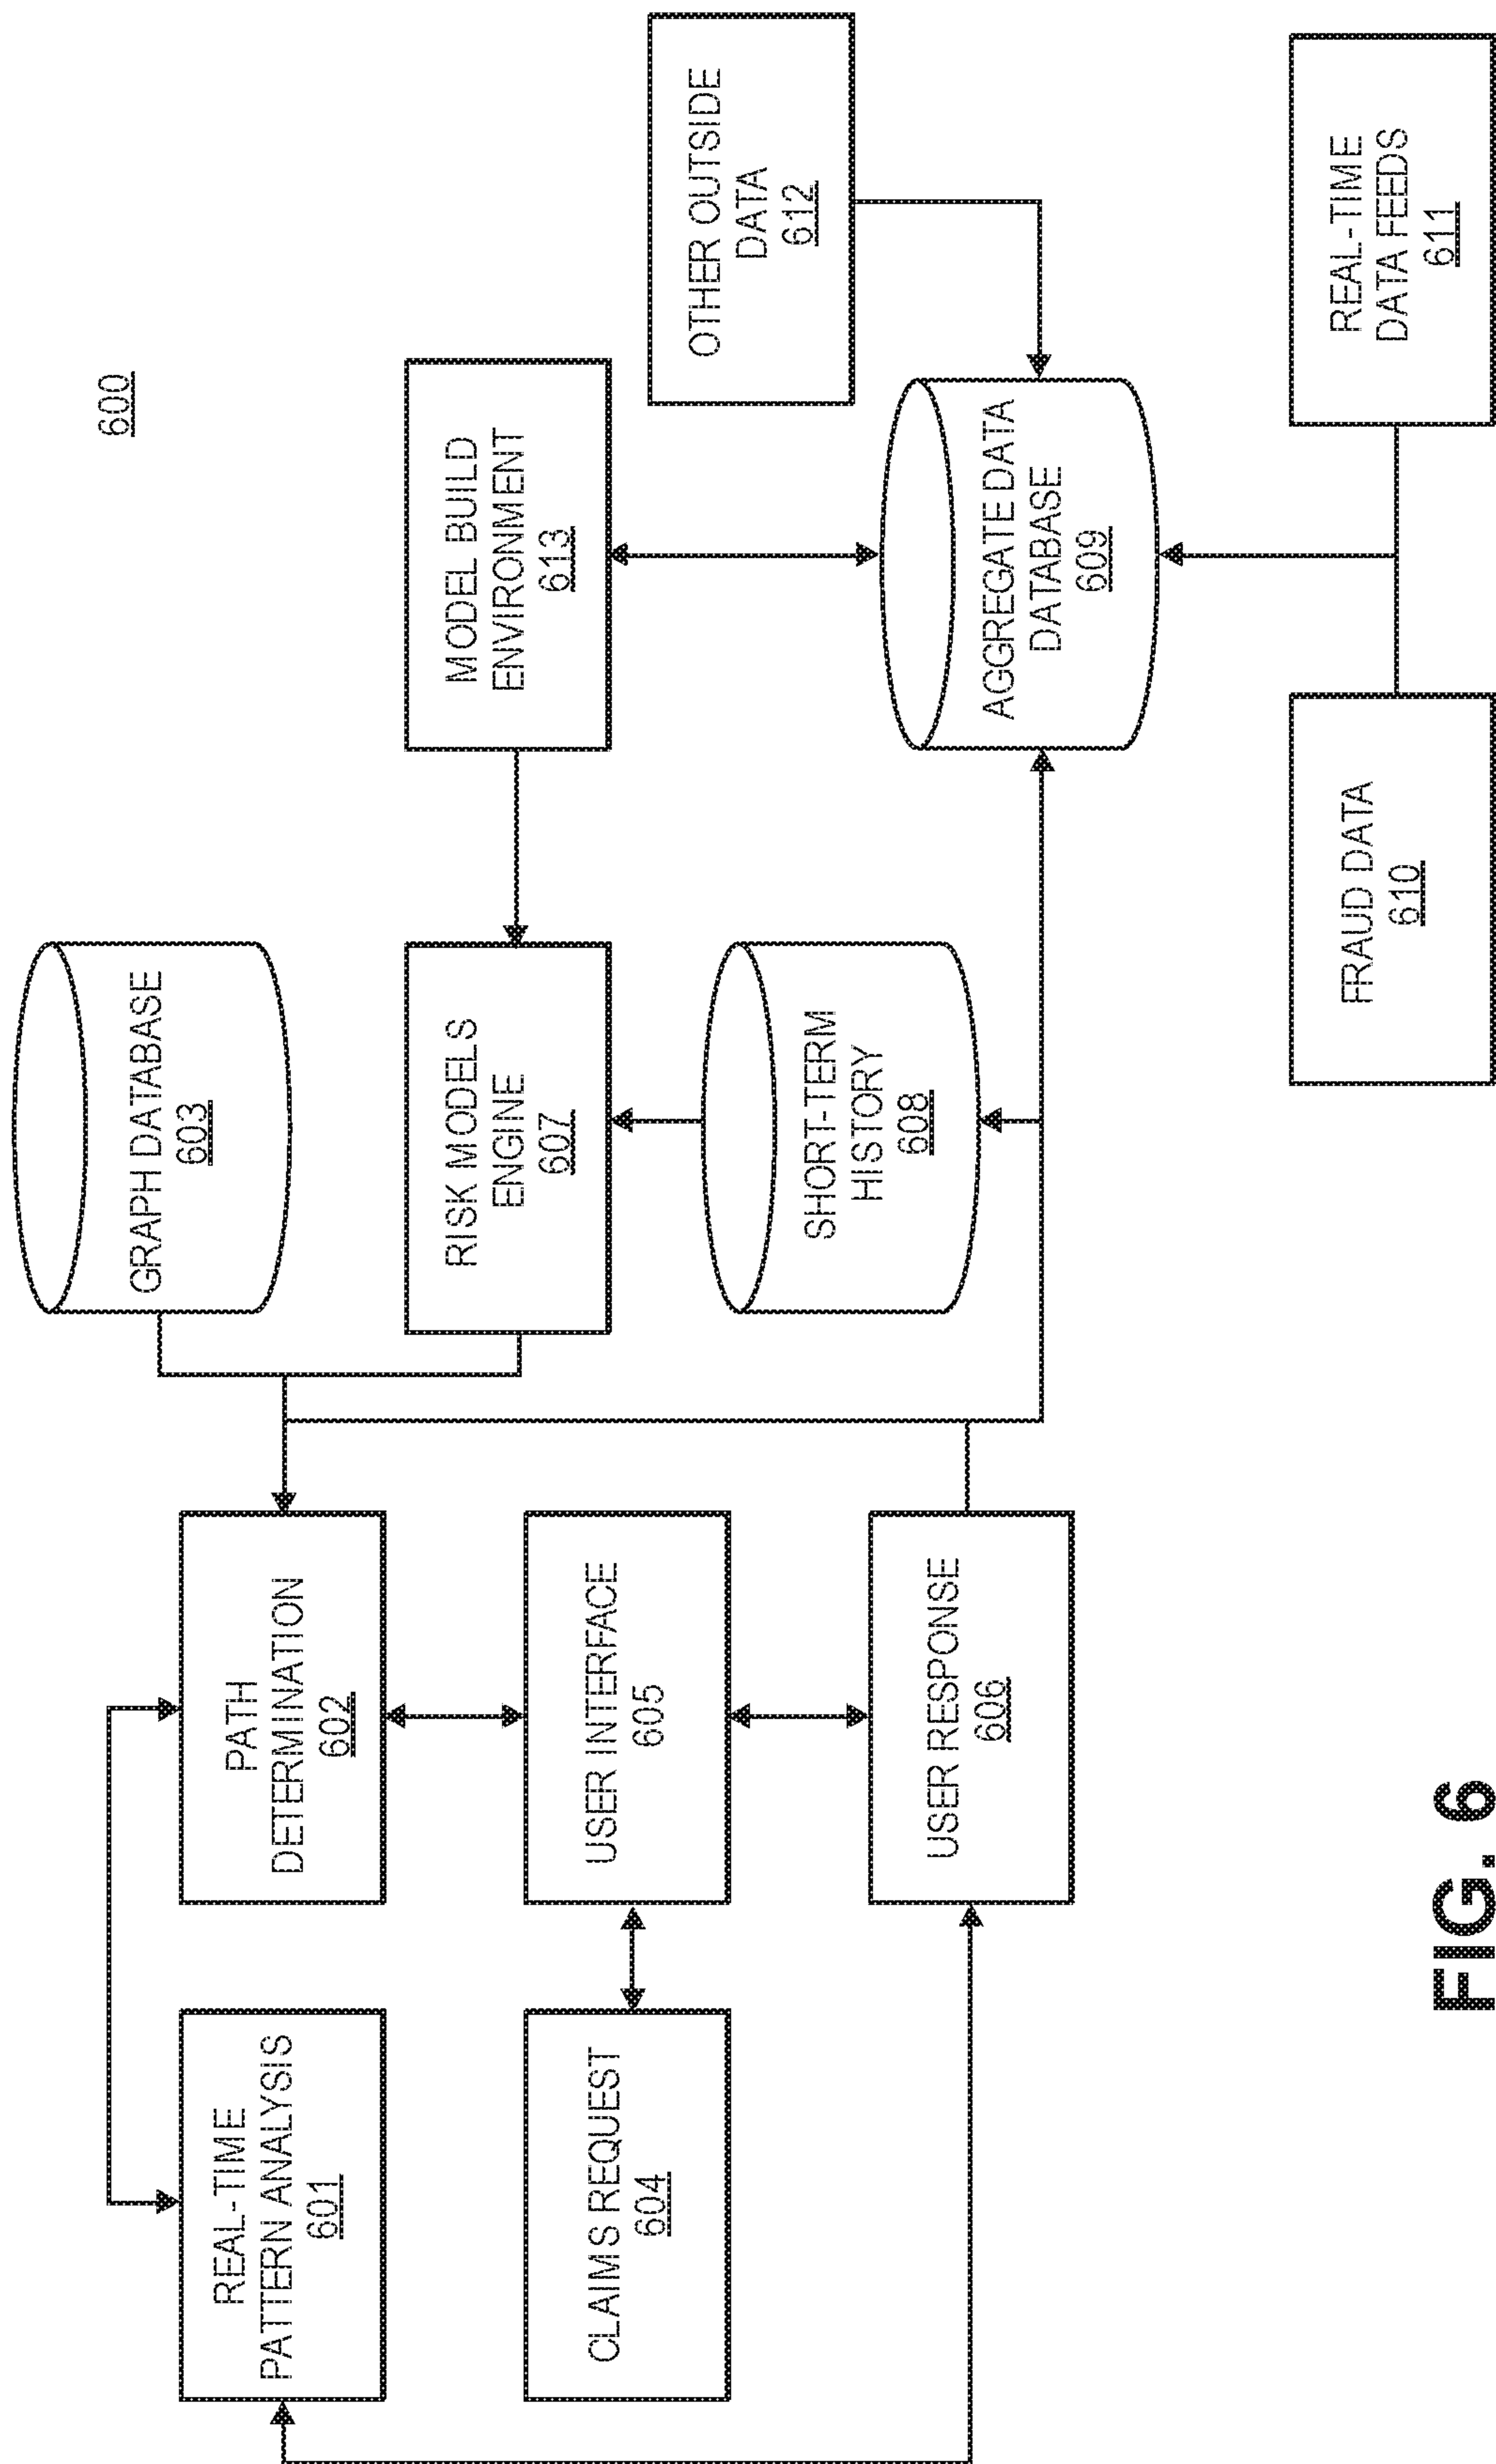 600
REAL-TIME
PATTERN ANALYSIS
601
PATH
DETERMINATION
602
GRAPH DATABASE
603
CLAIMS REQUEST
604
USER INTERFACE
605
RISK MODELS
ENGINE
607
MODEL BUILD
ENVIRONMENT
613
USER RESPONSE
606
SHORT-TERM
HISTORY
608
AGGREGATE DATA
DATABASE
609
OTHER OUTSIDE
DATA
612
FRAUD DATA
610
REAL-TIME
DATA FEEDS
611
FIG. 6